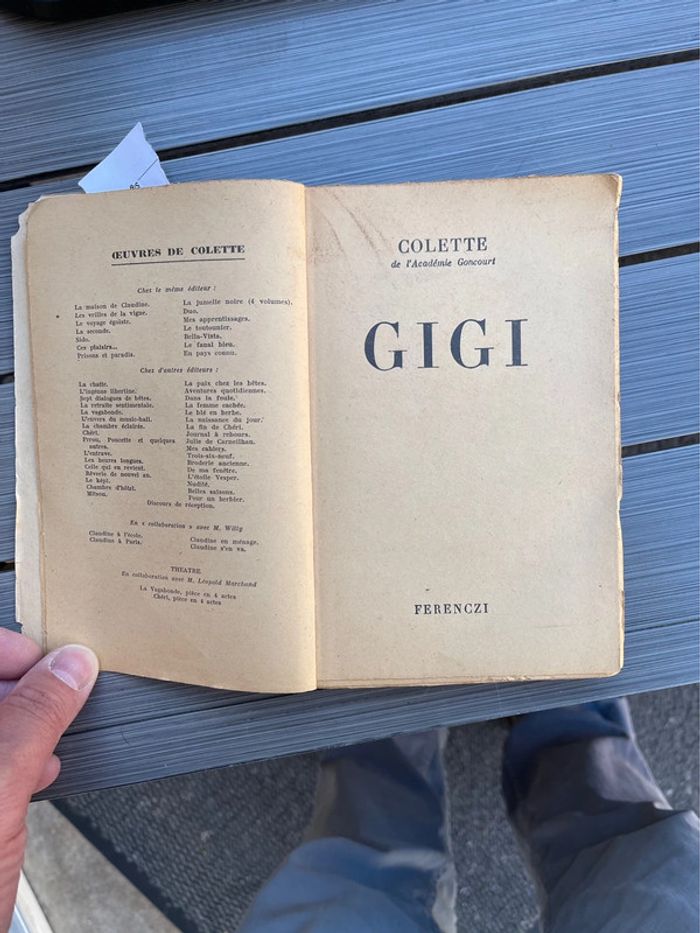 85
ŒUVRES DE COLETTE
Chez le même éditeur :
La maison de Claudine.
Les vrilles de la vigne.
Le voyage égoïste.
La seconde.
Sido.
Ces plaisirs...
Prisons et paradis.
La jumelle noire (4 volumes).
Duo.
Mes apprentissages.
Le toutounier.
Bella-Vista.
Le fanal bleu.
En pays connu.
Chez d'autres éditeurs :
La chatte.
L'ingénue libertine.
Sept dialogues de bêtes.
La retraite sentimentale.
La vagabonde.
L'envers du music-hall.
La chambre éclairée.
Chéri.
Prrou, Poucette et quelques
autres.
L'entrave.
Les heures longues.
Celle qui en revient.
Rêverie de nouvel an.
Le képi.
Chambre d'hôtel.
Mitsou.
La paix chez les bêtes.
Aventures quotidiennes.
Dans la foule.
La femme cachée.
Le blé en herbe.
La naissance du jour.
La fin de Chéri.
Journal à rebours.
Julie de Carneilhan.
Mes cahiers.
Trois-six-neuf.
Broderie ancienne.
De ma fenêtre.
L'étoile Vesper.
Nudité.
Belles saisons.
Pour un herbier.
Discours de réception.
En « collaboration » avec M. Willy
Claudine à l'école.
Claudine à Paris.
Claudine en ménage.
Claudine s'en va.
THEATRE
En collaboration avec M. Léopold Marchand
La Vagabonde, pièce en 4 actes
Chéri, pièce en 4 actes
COLETTE
de l'Académie Goncourt
GIGI
FERENCZI